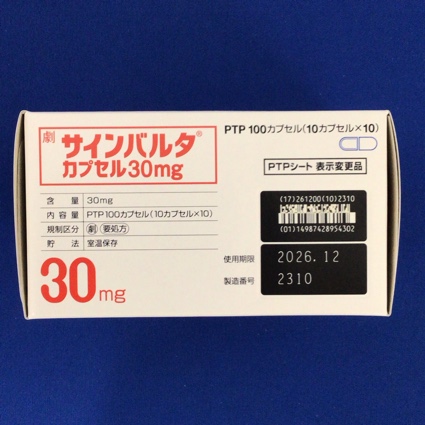 劇 サインバルタ®
カプセル30mg
PTP 100カプセル(10カプセル×10)
PTPシート 表示変更品
含量 30mg
内容量 PTP100カプセル(10カプセル×10)
規制区分 劇 要処方
貯法 室温保存
30mg
(17)261200(10)2310
(01)14987428954302
使用期限 2026.12
製造番号 2310